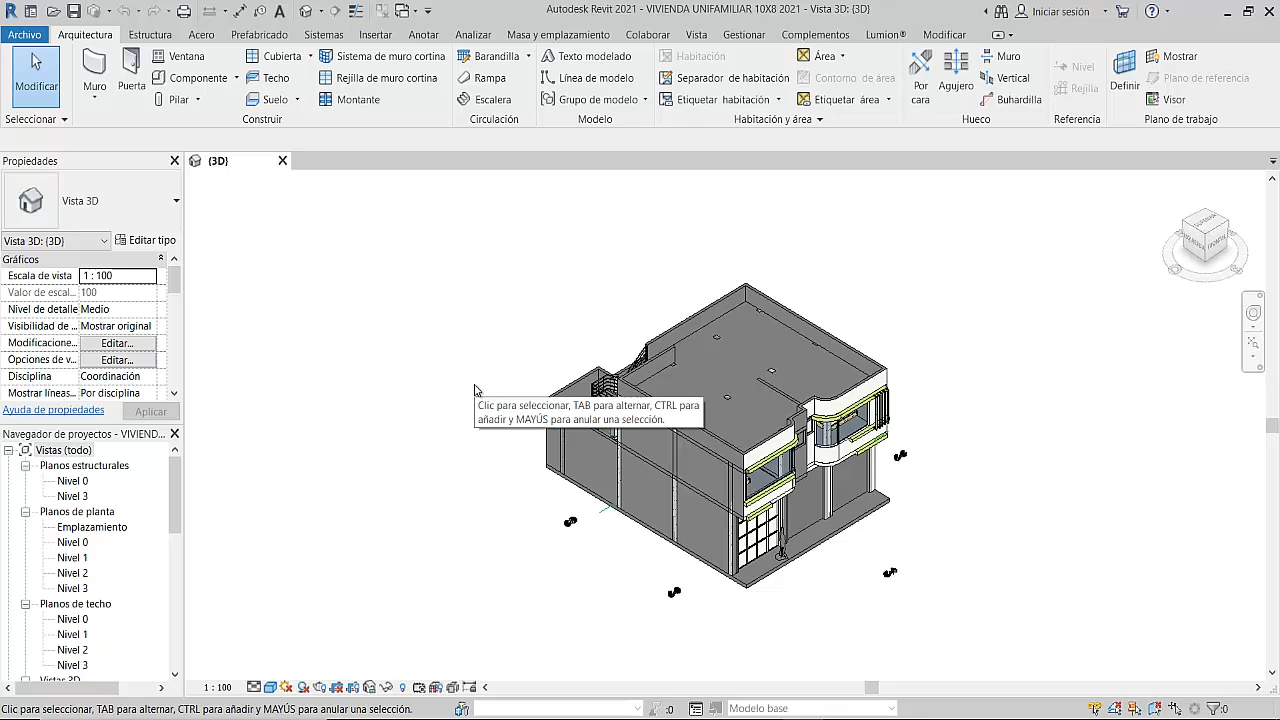 Autodesk Revit 2021 - VIVIENDA UNIFAMILIAR 10X8 2021 - Vista 3D: {3D}
Iniciar sesión
Archivo Arquitectura Estructura Acero Prefabricado Sistemas Insertar Anotar Analizar Masa y emplazamiento Colaborar Vista Gestionar Complementos Lumion® Modificar
Modificar
Seleccionar
Muro
Puerta
Ventana
Componente
Pilar
Cubierta
Techo
Suelo
Sistema de muro cortina
Rejilla de muro cortina
Montante
Construir
Barandilla
Rampa
Escalera
Circulación
Texto modelado
Línea de modelo
Grupo de modelo
Modelo
Habitación
Separador de habitación
Etiquetar habitación
Área
Contorno de área
Etiquetar área
Habitación y área
Por
cara
Agujero
Muro
Vertical
Buhardilla
Hueco
Nivel
Rejilla
Referencia
Definir
Mostrar
Plano de referencia
Visor
Plano de trabajo
Propiedades
{3D}
Vista 3D
Vista 3D: {3D}
Editar tipo
Gráficos
Escala de vista 1 : 100
Valor de escal... 100
Nivel de detalle Medio
Visibilidad de ... Mostrar original
Modificacione... Editar...
Opciones de v... Editar...
Disciplina Coordinación
Mostrar líneas... Por disciplina
Ayuda de propiedades Aplicar
Navegador de proyectos - VIVIEND...
Vistas (todo)
Planos estructurales
Nivel 0
Nivel 3
Planos de planta
Emplazamiento
Nivel 0
Nivel 1
Nivel 2
Nivel 3
Planos de techo
Nivel 0
Nivel 1
Nivel 2
Nivel 3
Clic para seleccionar, TAB para alternar, CTRL para
añadir y MAYÚS para anular una selección.
1 : 100
Clic para seleccionar, TAB para alternar, CTRL para añadir y MAYÚS para anular una selección.
:0
Modelo base
:0